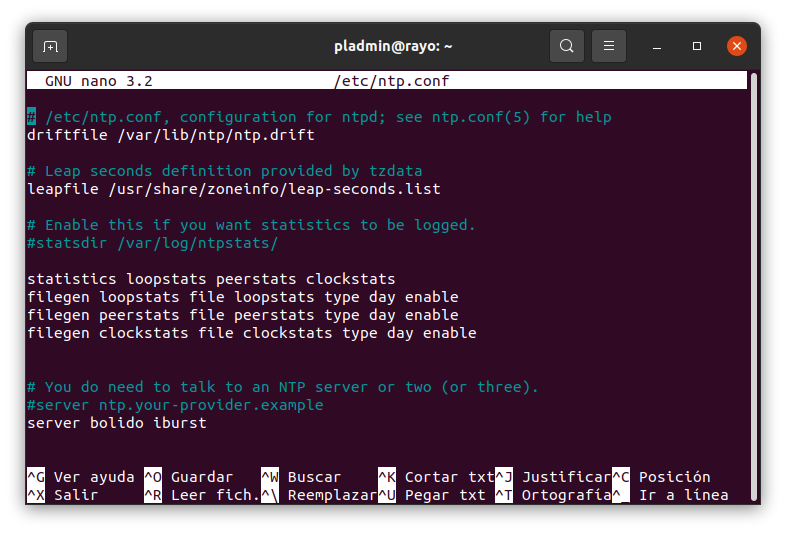 pladmin@rayo: ~
GNU nano 3.2 /etc/ntp.conf
# /etc/ntp.conf, configuration for ntpd; see ntp.conf(5) for help
driftfile /var/lib/ntp/ntp.drift
# Leap seconds definition provided by tzdata
leapfile /usr/share/zoneinfo/leap-seconds.list
# Enable this if you want statistics to be logged.
#statsdir /var/log/ntpstats/
statistics loopstats peerstats clockstats
filegen loopstats file loopstats type day enable
filegen peerstats file peerstats type day enable
filegen clockstats file clockstats type day enable
# You do need to talk to an NTP server or two (or three).
#server ntp.your-provider.example
server bolido iburst
^G Ver ayuda ^O Guardar ^W Buscar ^K Cortar txt^J Justificar^C Posición
^X Salir ^R Leer fich.^\ Reemplazar^U Pegar txt ^T Ortografía^_ Ir a línea